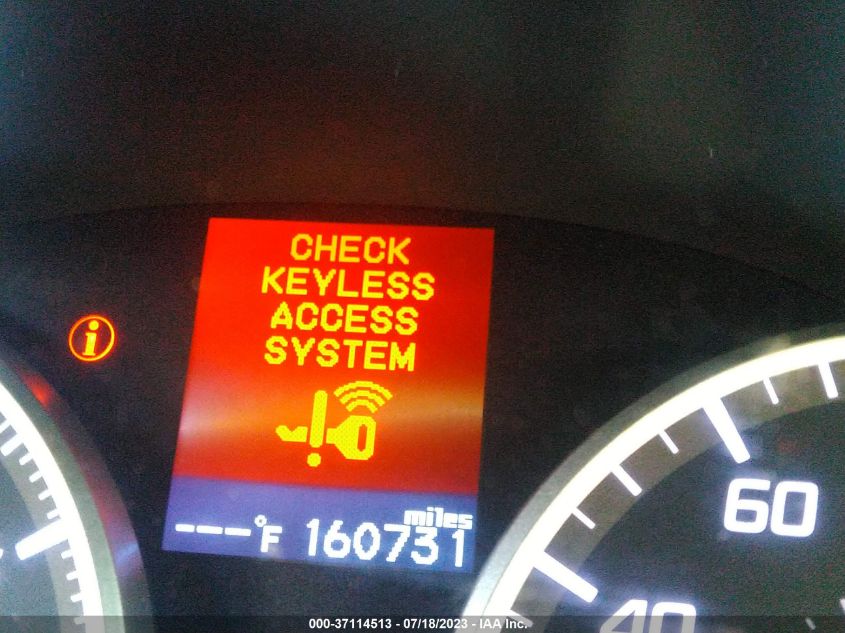 CHECK
KEYLESS
ACCESS
SYSTEM
miles
---°F 160731
60
40
000-37114513 - 07/18/2023 - IAA Inc.